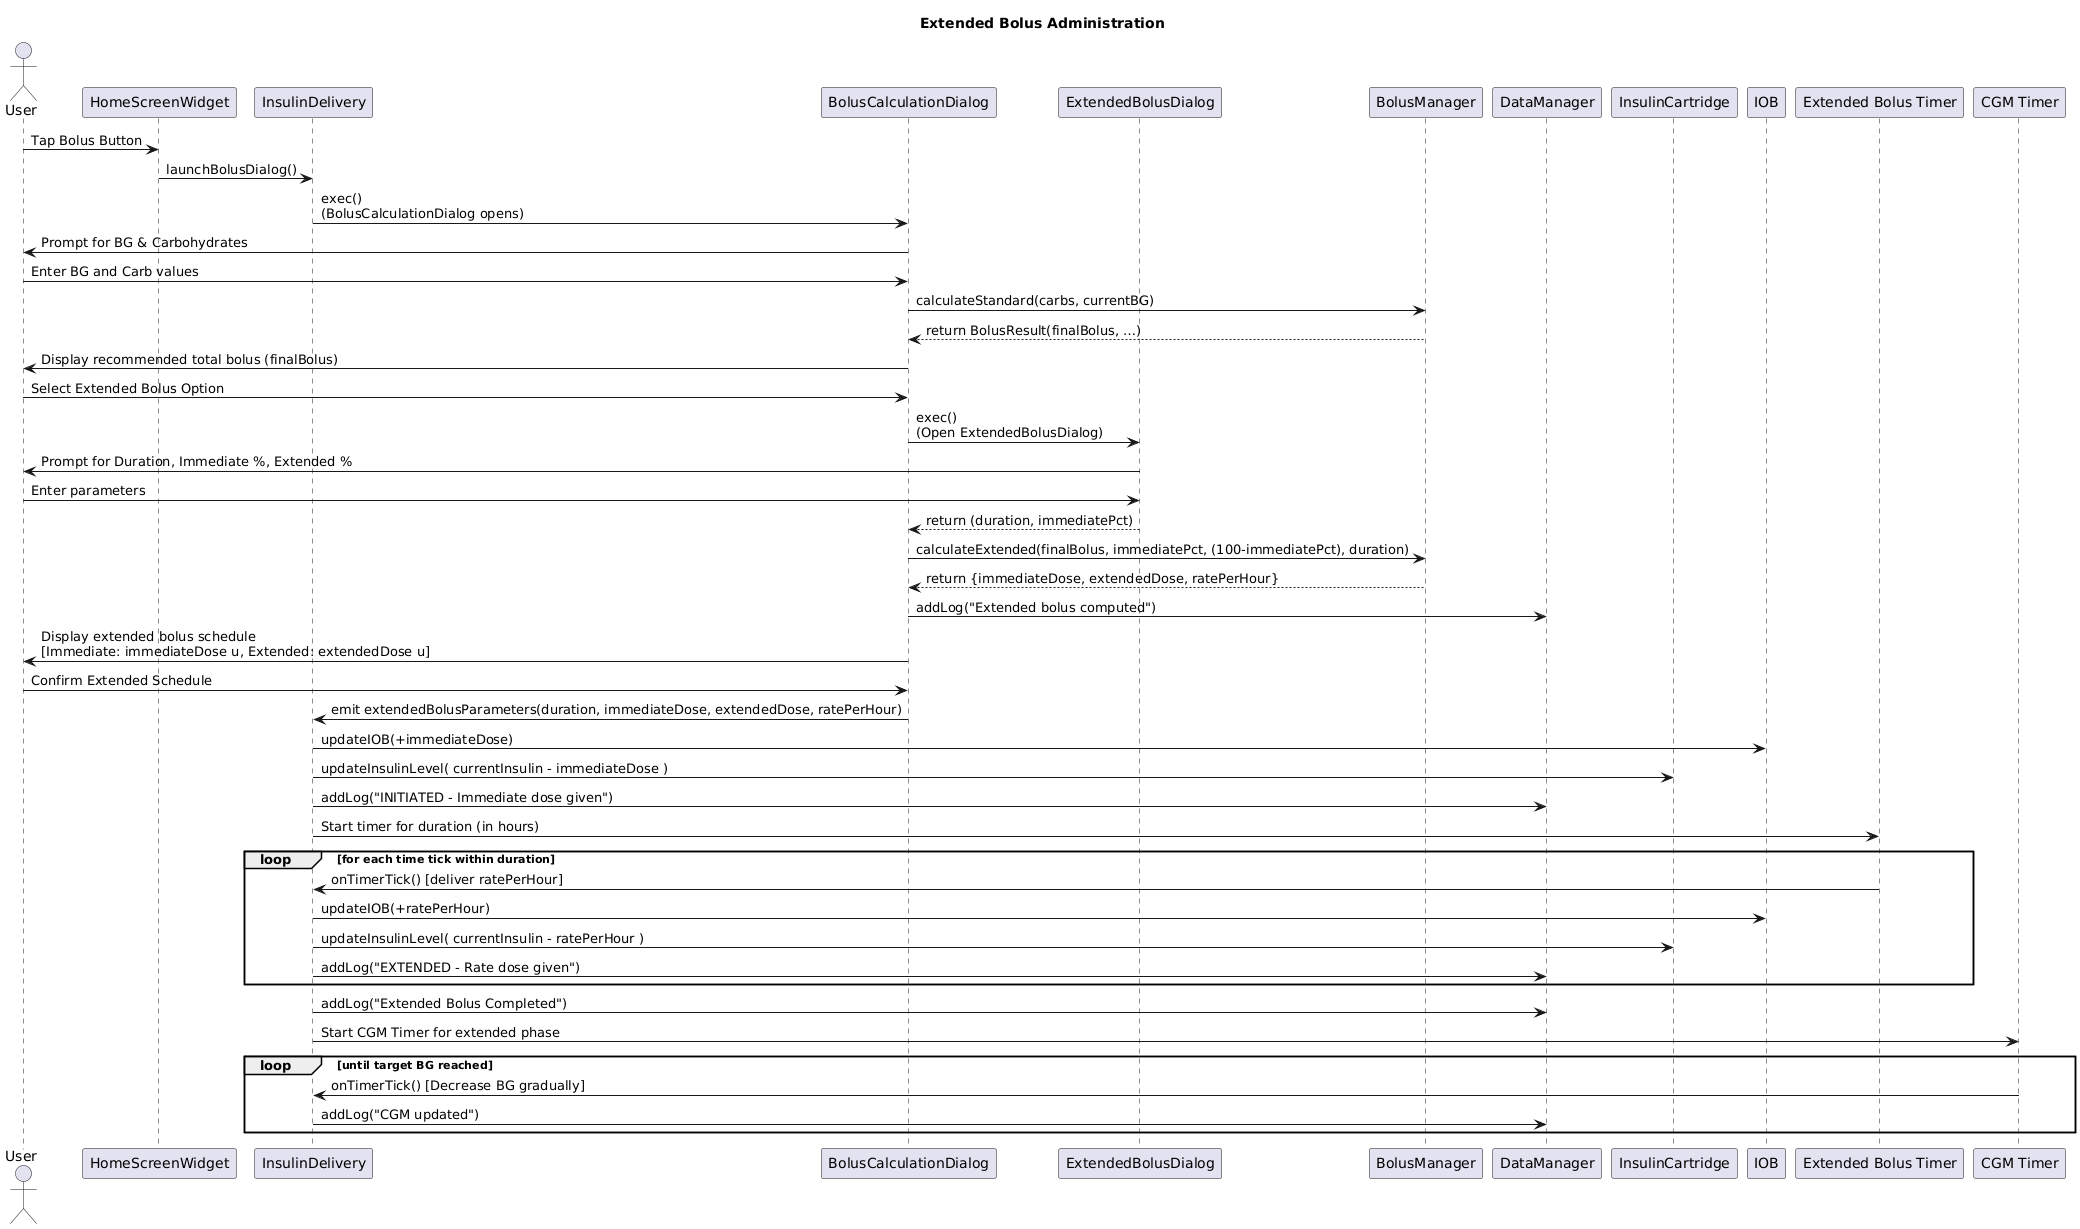 Extended Bolus Administration
User
HomeScreenWidget
InsulinDelivery
BolusCalculationDialog
ExtendedBolusDialog
BolusManager
DataManager
InsulinCartridge
IOB
Extended Bolus Timer
CGM Timer
Tap Bolus Button
launchBolusDialog()
exec()
(BolusCalculationDialog opens)
Prompt for BG & Carbohydrates
Enter BG and Carb values
calculateStandard(carbs, currentBG)
return BolusResult(finalBolus, ...)
Display recommended total bolus (finalBolus)
Select Extended Bolus Option
exec()
(Open ExtendedBolusDialog)
Prompt for Duration, Immediate %, Extended %
Enter parameters
return (duration, immediatePct)
calculateExtended(finalBolus, immediatePct, (100-immediatePct), duration)
return {immediateDose, extendedDose, ratePerHour}
addLog("Extended bolus computed")
Display extended bolus schedule
[Immediate: immediateDose u, Extended: extendedDose u]
Confirm Extended Schedule
emit extendedBolusParameters(duration, immediateDose, extendedDose, ratePerHour)
updateIOB(+immediateDose)
updateInsulinLevel( currentInsulin - immediateDose )
addLog("INITIATED - Immediate dose given")
Start timer for duration (in hours)
loop [for each time tick within duration]
onTimerTick() [deliver ratePerHour]
updateIOB(+ratePerHour)
updateInsulinLevel( currentInsulin - ratePerHour )
addLog("EXTENDED - Rate dose given")
addLog("Extended Bolus Completed")
Start CGM Timer for extended phase
loop [until target BG reached]
onTimerTick() [Decrease BG gradually]
addLog("CGM updated")
User
HomeScreenWidget
InsulinDelivery
BolusCalculationDialog
ExtendedBolusDialog
BolusManager
DataManager
InsulinCartridge
IOB
Extended Bolus Timer
CGM Timer